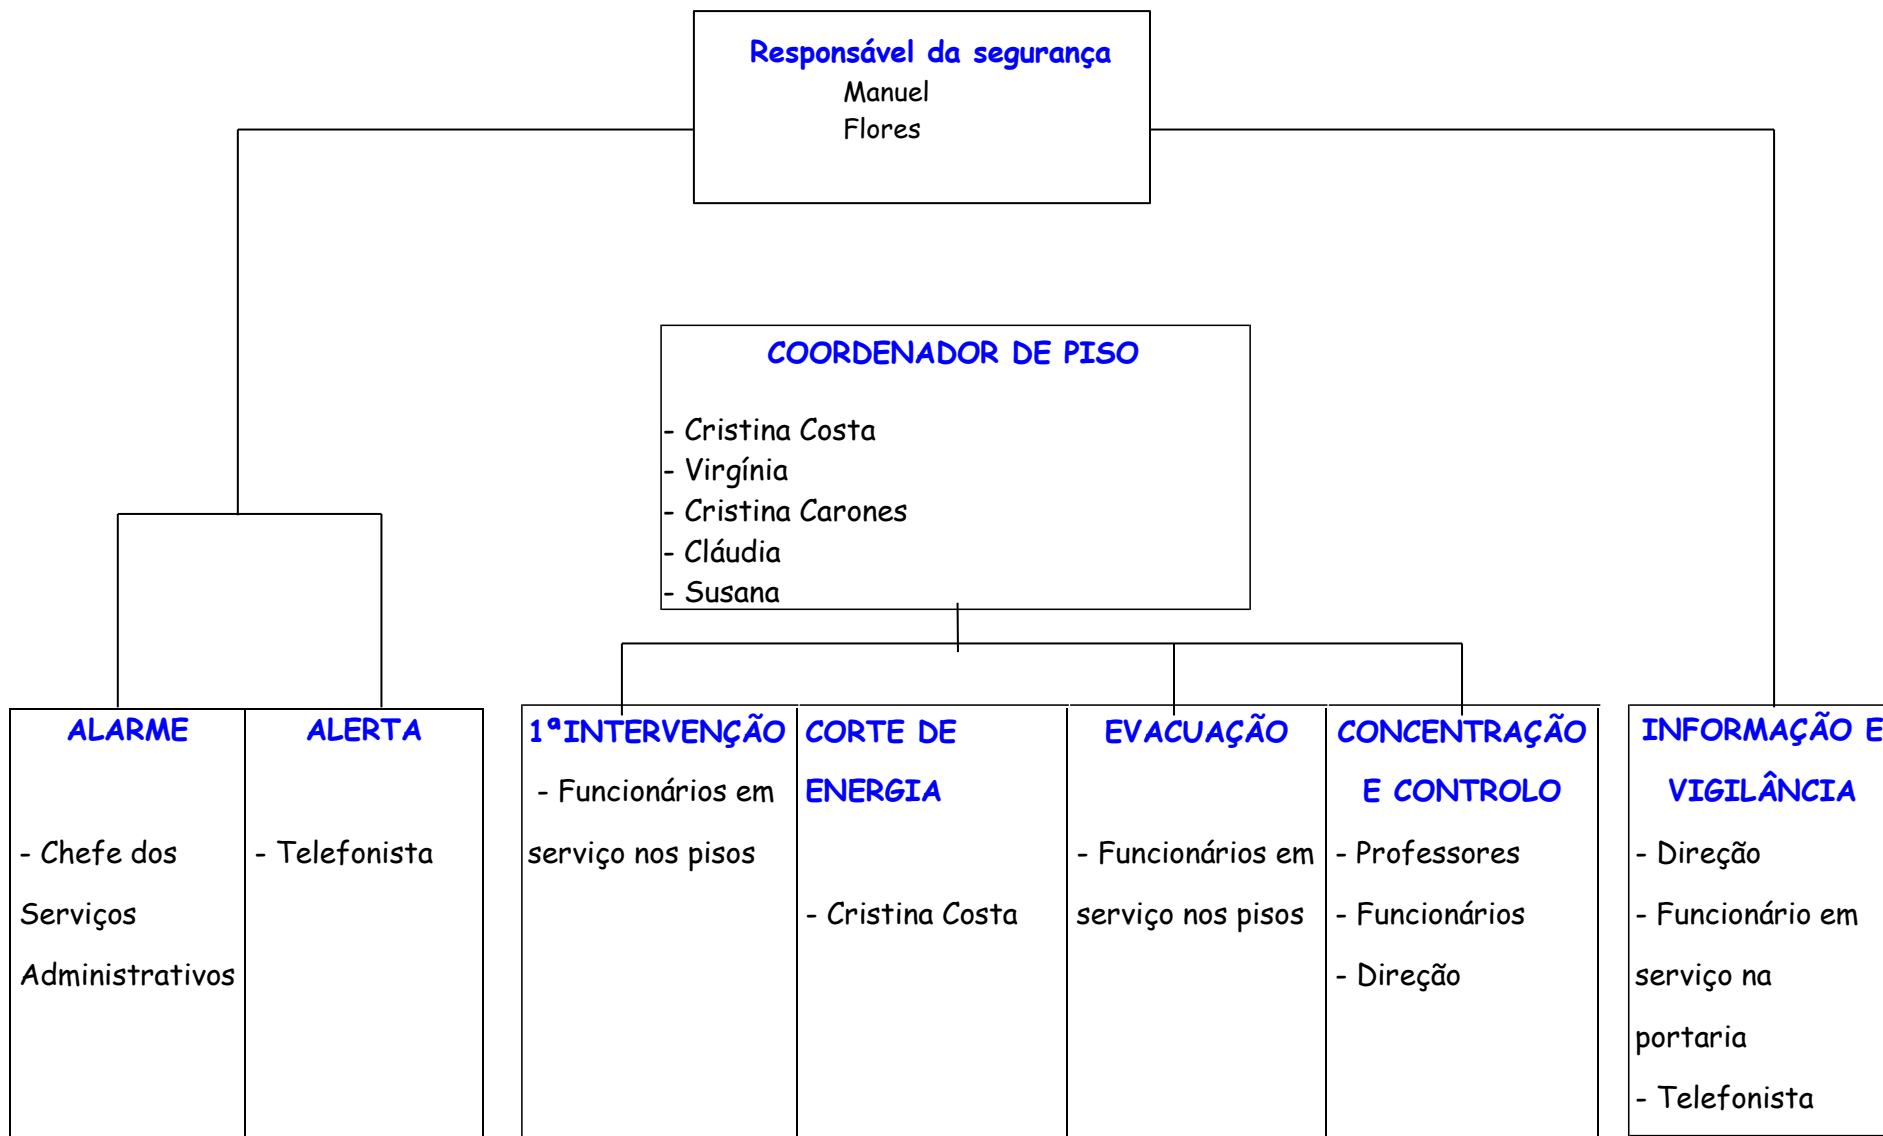 Responsável da segurança
Manuel
Flores
COORDENADOR DE PISO
- Cristina Costa
- Virgínia
- Cristina Carones
- Cláudia
- Susana
ALARME
- Chefe dos
Serviços
Administrativos
ALERTA
- Telefonista
1ªINTERVENÇÃO
- Funcionários em
serviço nos pisos
CORTE DE
ENERGIA
- Cristina Costa
EVACUAÇÃO
- Funcionários em
serviço nos pisos
CONCENTRAÇÃO
E CONTROLO
- Professores
- Funcionários
- Direção
INFORMAÇÃO E
VIGILÂNCIA
- Direção
- Funcionário em
serviço na
portaria
- Telefonista